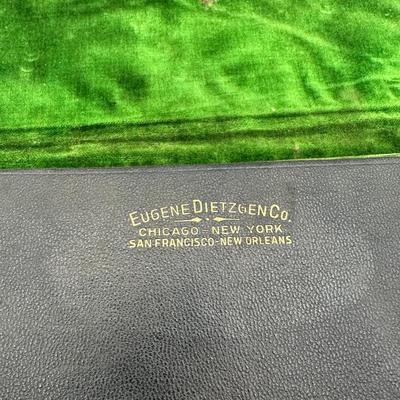 EUGENE DIETZGEN CO.
CHICAGO - NEW YORK
SAN FRANCISCO - NEW ORLEANS